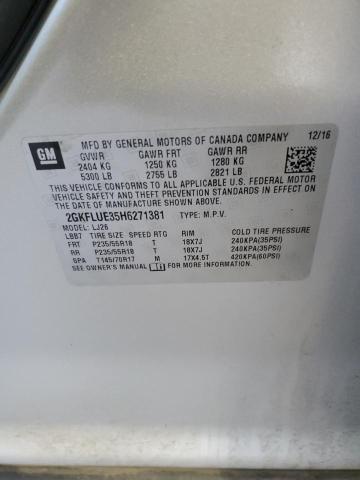 GM
MFD BY GENERAL MOTORS OF CANADA COMPANY 12/16
GVWR GAWR FRT GAWR RR
2404 KG 1250 KG 1280 KG
5300 LB 2755 LB 2821 LB
THIS VEHICLE CONFORMS TO ALL APPLICABLE U.S. FEDERAL MOTOR
VEHICLE SAFETY AND THEFT PREVENTION STANDARDS IN EFFECT ON
THE DATE OF MANUFACTURE SHOWN ABOVE.
2GKFLUE35H6271381 TYPE: M.P.V.
MODEL: LJ26
LBB7 TIRE SIZE SPEED RTG RIM COLD TIRE PRESSURE
FRT P235/55R18 T 18X7J 240KPA(35PSI)
RR P235/55R18 T 18X7J 240KPA(35PSI)
SPA T145/70R17 M 17X4.5T 420KPA(60PSI)
SEE OWNER'S MANUAL FOR ADDITIONAL INFORMATION.